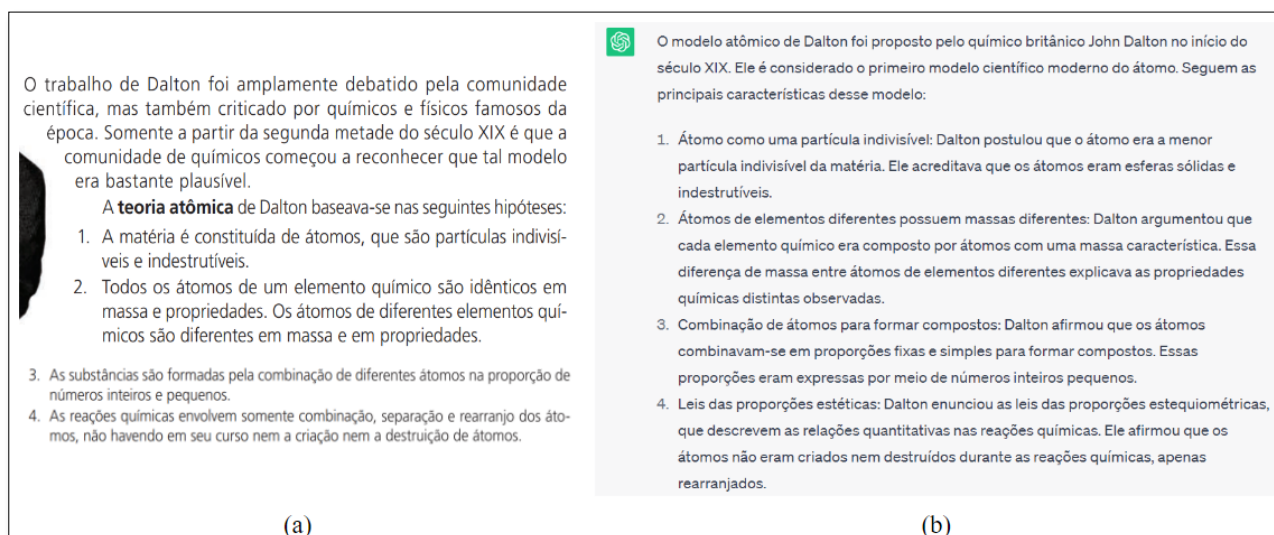 O trabalho de Dalton foi amplamente debatido pela comunidade
científica, mas também criticado por químicos e físicos famosos da
época. Somente a partir da segunda metade do século XIX é que a
comunidade de químicos começou a reconhecer que tal modelo
era bastante plausível.
A teoria atômica de Dalton baseava-se nas seguintes hipóteses:
1. A matéria é constituída de átomos, que são partículas indivisí-
veis e indestrutíveis.
2. Todos os átomos de um elemento químico são idênticos em
massa e propriedades. Os átomos de diferentes elementos quí-
micos são diferentes em massa e em propriedades.
3. As substâncias são formadas pela combinação de diferentes átomos na proporção de
números inteiros e pequenos.
4. As reações químicas envolvem somente combinação, separação e rearranjo dos áto-
mos, não havendo em seu curso nem a criação nem a destruição de átomos.
(a)
O modelo atômico de Dalton foi proposto pelo químico britânico John Dalton no início do
século XIX. Ele é considerado o primeiro modelo científico moderno do átomo. Seguem as
principais características desse modelo:
1. Átomo como uma partícula indivisível: Dalton postulou que o átomo era a menor
partícula indivisível da matéria. Ele acreditava que os átomos eram esferas sólidas e
indestrutíveis.
2. Átomos de elementos diferentes possuem massas diferentes: Dalton argumentou que
cada elemento químico era composto por átomos com uma massa característica. Essa
diferença de massa entre átomos de elementos diferentes explicava as propriedades
químicas distintas observadas.
3. Combinação de átomos para formar compostos: Dalton afirmou que os átomos
combinavam-se em proporções fixas e simples para formar compostos. Essas
proporções eram expressas por meio de números inteiros pequenos.
4. Leis das proporções estéticas: Dalton enunciou as leis das proporções estequiométricas,
que descrevem as relações quantitativas nas reações químicas. Ele afirmou que os
átomos não eram criados nem destruídos durante as reações químicas, apenas
rearranjados.
(b)